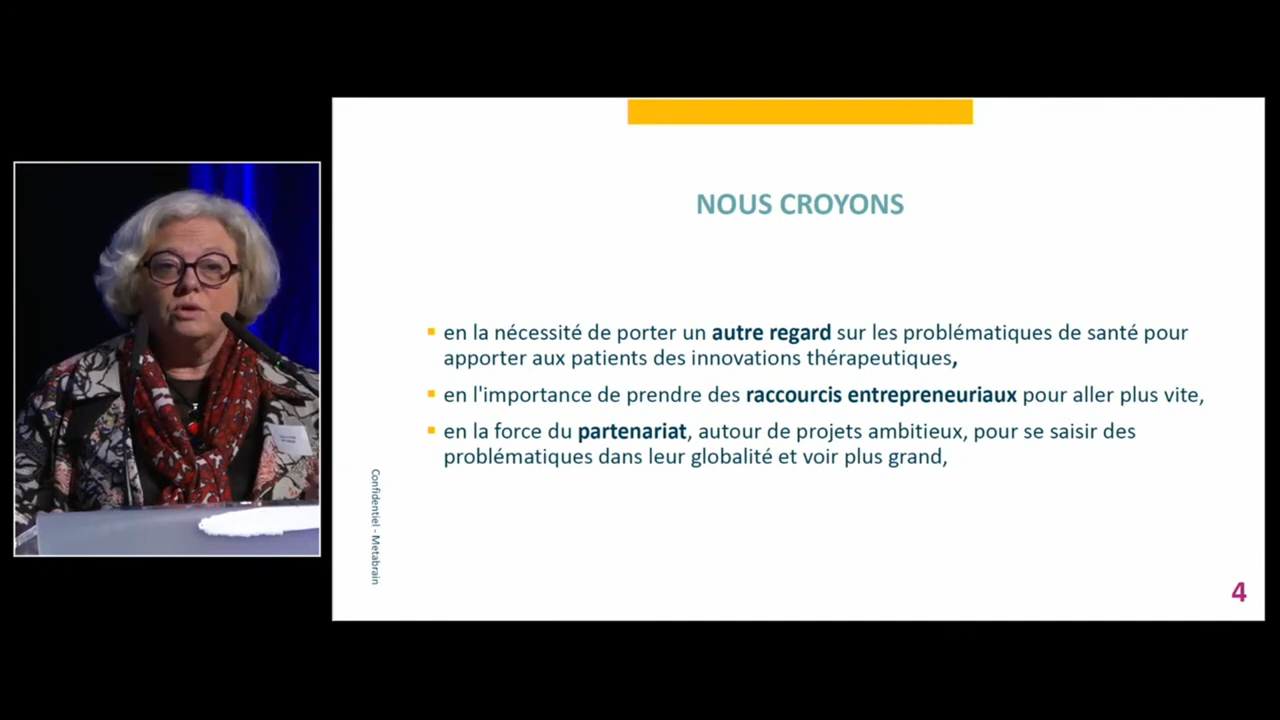 NOUS CROYONS
en la nécessité de porter un autre regard sur les problématiques de santé pour
apporter aux patients des innovations thérapeutiques,
en l'importance de prendre des raccourcis entrepreneuriaux pour aller plus vite,
en la force du partenariat, autour de projets ambitieux, pour se saisir des
problématiques dans leur globalité et voir plus grand,
Confidentiel - Metabrain
4